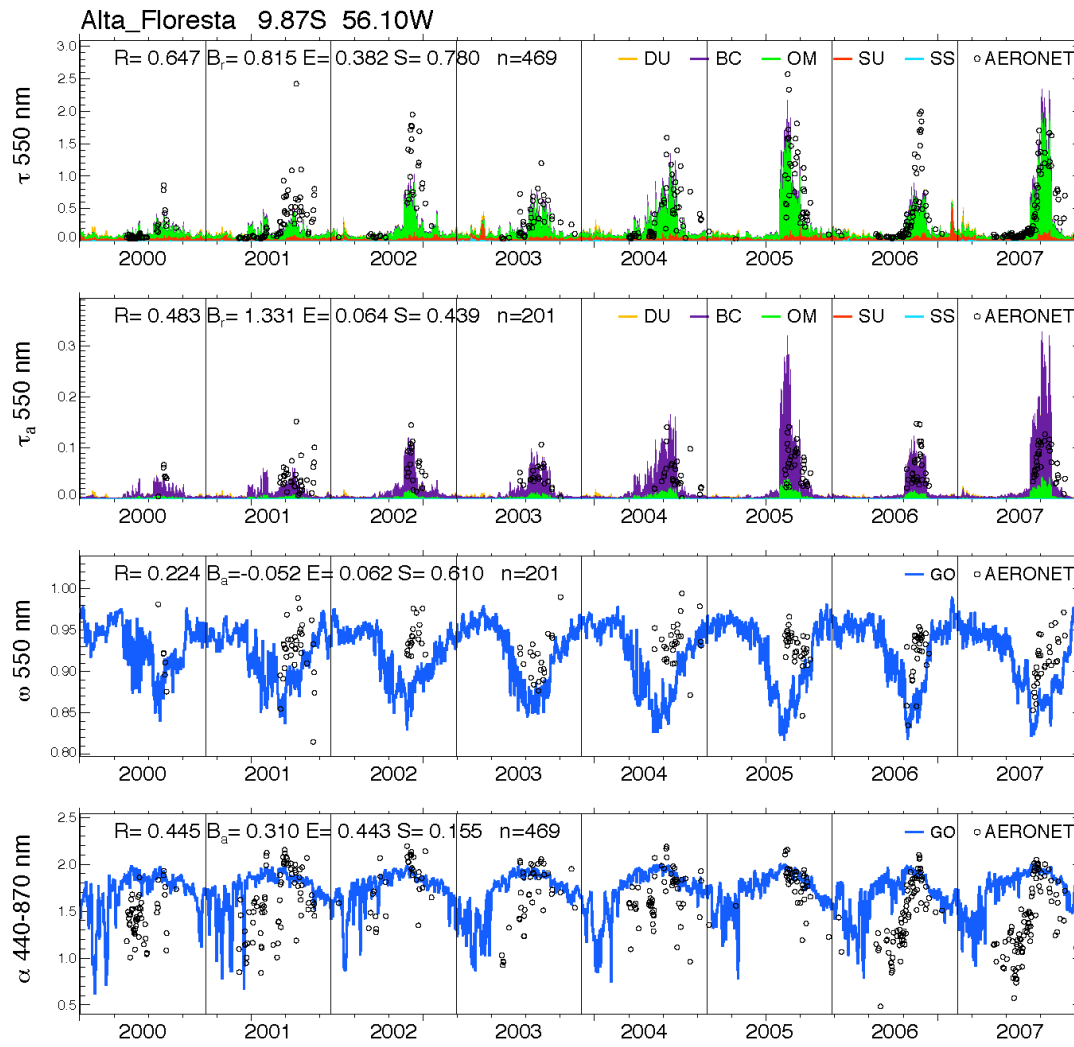 Alta_Floresta 9.87S 56.10W
R= 0.647 Br= 0.815 E= 0.382 S= 0.780 n=469 DU BC OM SU SS AERONET
τ 550 nm
3.0
2.5
2.0
1.5
1.0
0.5
0.0
2000 2001 2002 2003 2004 2005 2006 2007
R= 0.483 Br= 1.331 E= 0.064 S= 0.439 n=201 DU BC OM SU SS AERONET
τa 550 nm
0.3
0.2
0.1
0.0
2000 2001 2002 2003 2004 2005 2006 2007
R= 0.224 Ba=-0.052 E= 0.062 S= 0.610 n=201 GO AERONET
ω 550 nm
1.00
0.95
0.90
0.85
0.80
2000 2001 2002 2003 2004 2005 2006 2007
R= 0.445 Ba= 0.310 E= 0.443 S= 0.155 n=469 GO AERONET
α 440-870 nm
2.5
2.0
1.5
1.0
0.5
2000 2001 2002 2003 2004 2005 2006 2007